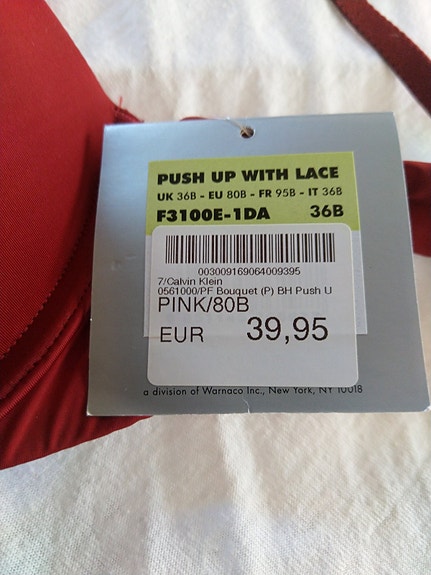 PUSH UP WITH LACE
UK 36B - EU 80B - FR 95B - IT 36B
F3100E-1DA 36B
003009169064009395
7/Calvin Klein
0561000/PF Bouquet (P) BH Push U
PINK/80B
EUR 39,95
a division of Warnaco Inc., New York, NY 10018